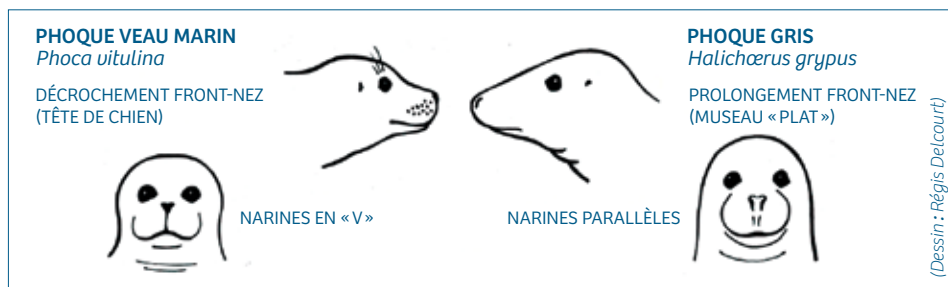 PHOQUE VEAU MARIN
Phoca vitulina
DÉCROCHEMENT FRONT-NEZ
(TÊTE DE CHIEN)
NARINES EN « V »
PHOQUE GRIS
Halichœrus grypus
PROLONGEMENT FRONT-NEZ
(MUSEAU « PLAT »)
NARINES PARALLÈLES
(Dessin : Régis Delcourt)